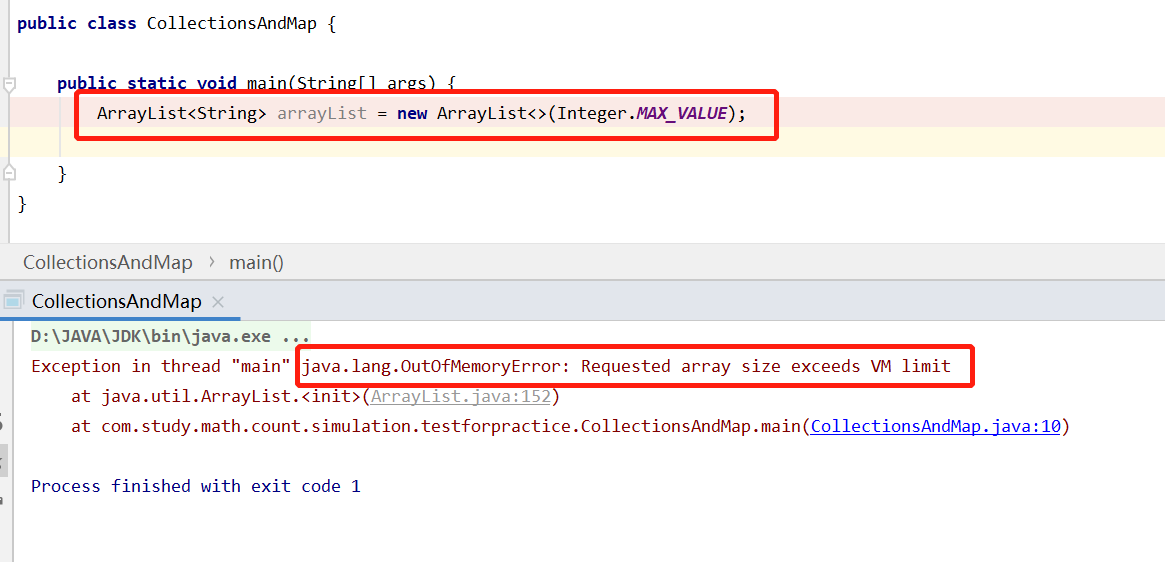 public class CollectionsAndMap {
public static void main(String[] args) {
ArrayList<String> arrayList = new ArrayList<>(Integer.MAX_VALUE);
}
}
CollectionsAndMap › main()
CollectionsAndMap ×
D:\JAVA\JDK\bin\java.exe ...
Exception in thread "main" java.lang.OutOfMemoryError: Requested array size exceeds VM limit
at java.util.ArrayList.<init>(ArrayList.java:152)
at com.study.math.count.simulation.testforpractice.CollectionsAndMap.main(CollectionsAndMap.java:10)
Process finished with exit code 1